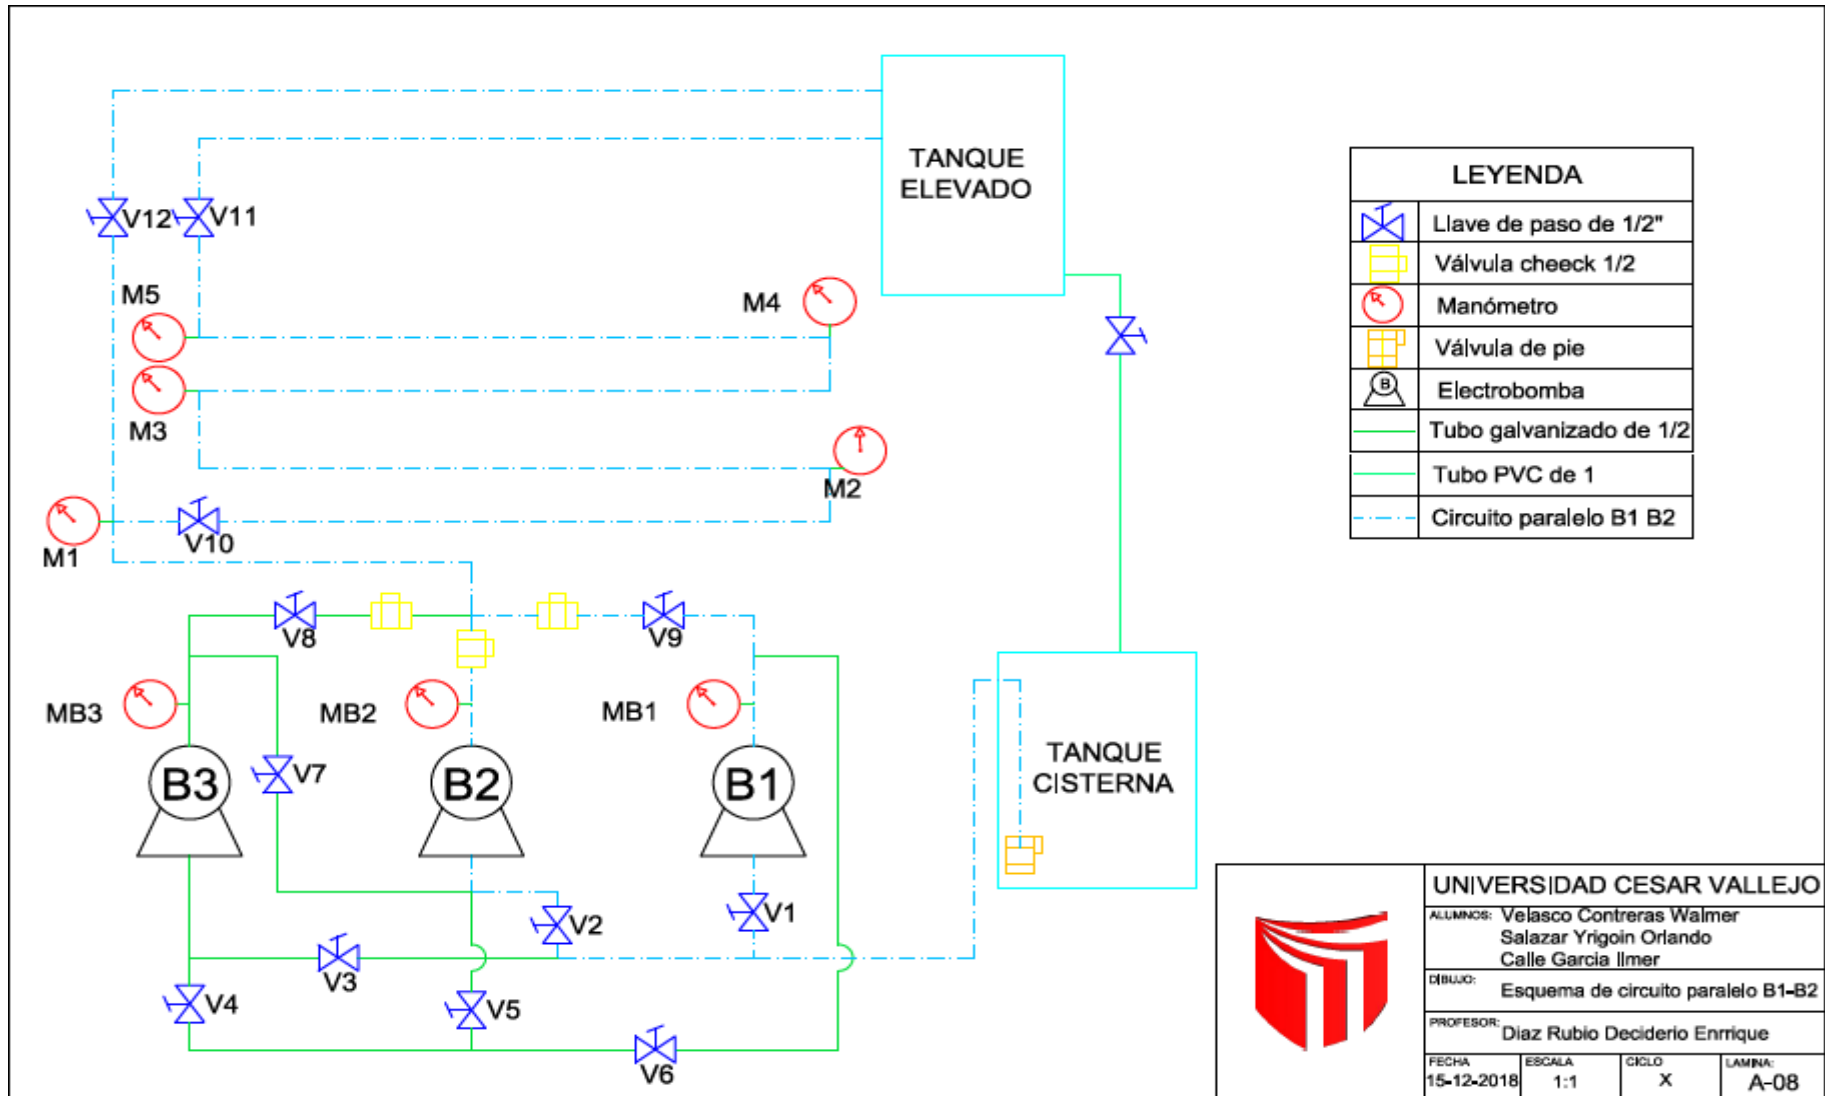 TANQUE
ELEVADO
V12
V11
M5
M4
M3
M2
M1
V10
V8
V9
MB3
MB2
MB1
B3
V7
B2
B1
TANQUE
CISTERNA
V2
V1
V3
V4
V5
V6
LEYENDA
Llave de paso de 1/2"
Válvula cheeck 1/2
Manómetro
Válvula de pie
B
Electrobomba
Tubo galvanizado de 1/2
Tubo PVC de 1
Circuito paralelo B1 B2
UNIVERSIDAD CESAR VALLEJO
ALUMNOS: Velasco Contreras Walmer
Salazar Yrigoin Orlando
Calle Garcia Ilmer
DIBUJO: Esquema de circuito paralelo B1-B2
PROFESOR: Diaz Rubio Deciderio Enrrique
FECHA ESCALA CICLO LAMINA:
15-12-2018 1:1 X A-08